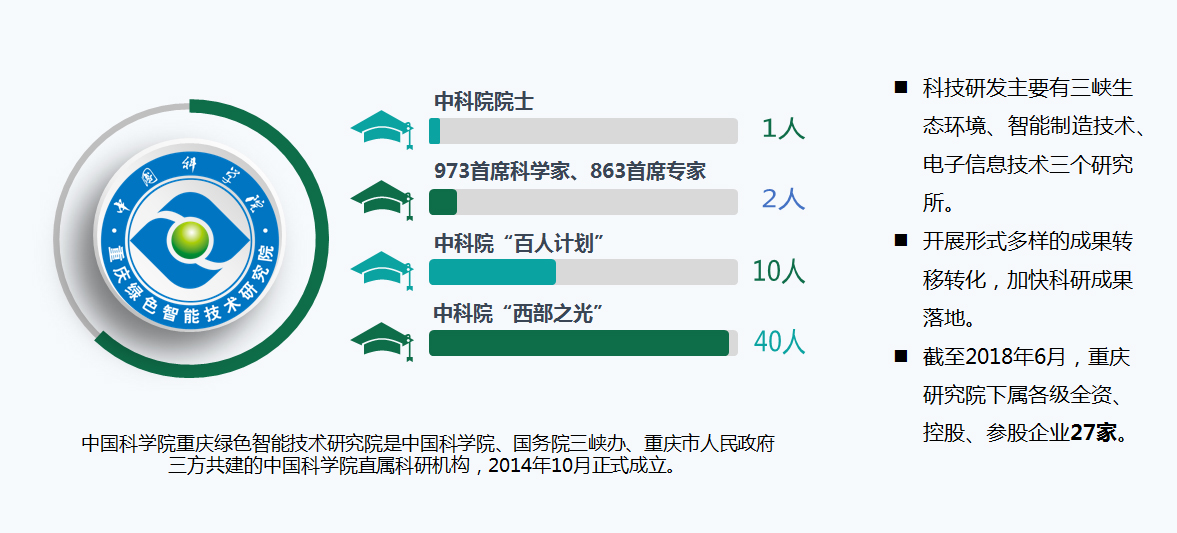 中国科学院
重庆绿色智能技术研究院
中科院院士
1人
973首席科学家、863首席专家
2人
中科院“百人计划”
10人
中科院“西部之光”
40人
中国科学院重庆绿色智能技术研究院是中国科学院、国务院三峡办、重庆市人民政府
三方共建的中国科学院直属科研机构，2014年10月正式成立。
■ 科技研发主要有三峡生
态环境、智能制造技术、
电子信息技术三个研究
所。
■ 开展形式多样的成果转
移转化，加快科研成果
落地。
■ 截至2018年6月，重庆
研究院下属各级全资、
控股、参股企业27家。